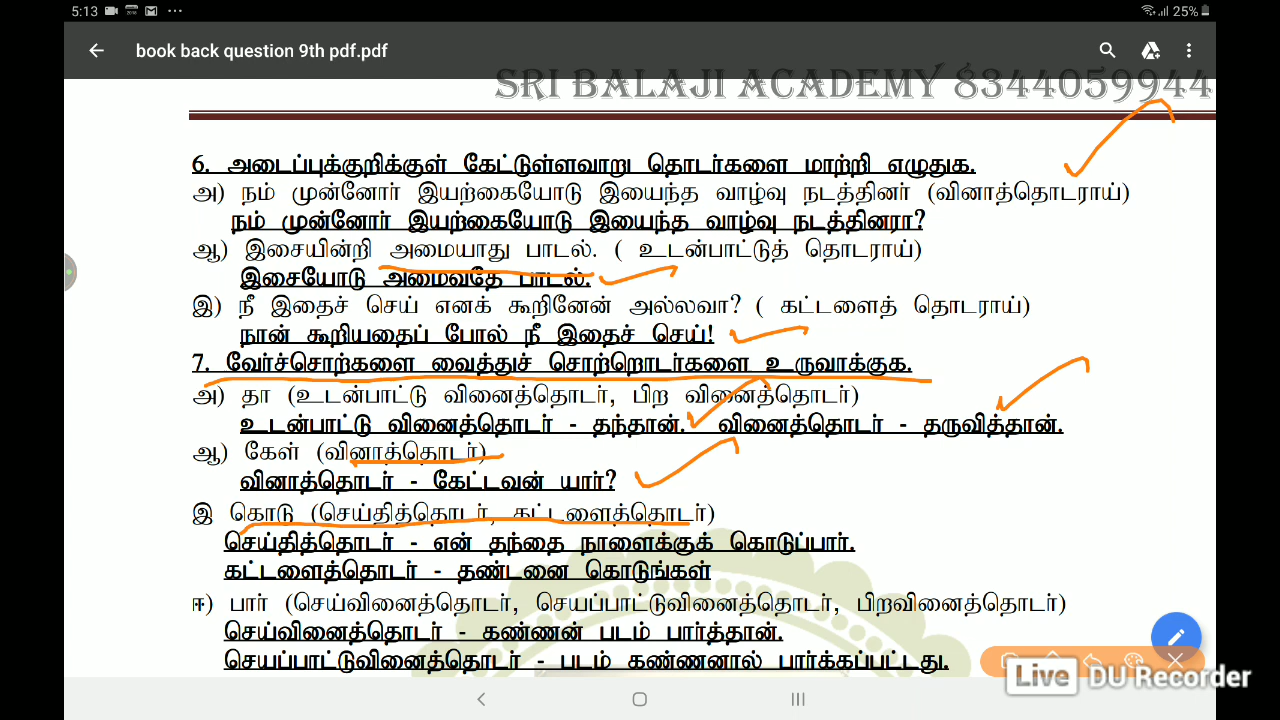 5:13
25%
book back question 9th pdf.pdf
SRI BALAJI ACADEMY 8344059944
6. அடைப்புக்குறிக்குள் கேட்டுள்ளவாறு தொடர்களை மாற்றி எழுதுக.
அ) நம் முன்னோர் இயற்கையோடு இயைந்த வாழ்வு நடத்தினர் (வினாத்தொடராய்)
நம் முன்னோர் இயற்கையோடு இயைந்த வாழ்வு நடத்தினரா?
ஆ) இசையின்றி அமையாது பாடல். ( உடன்பாட்டுத் தொடராய்)
இசையோடு அமைவதே பாடல்.
இ) நீ இதைச் செய் எனக் கூறினேன் அல்லவா? ( கட்டளைத் தொடராய்)
நான் கூறியதைப் போல் நீ இதைச் செய்!
7. வேர்ச்சொற்களை வைத்துச் சொற்றொடர்களை உருவாக்குக.
அ) தா (உடன்பாட்டு வினைத்தொடர், பிற வினைத்தொடர்)
உடன்பாட்டு வினைத்தொடர் - தந்தான். வினைத்தொடர் - தருவித்தான்.
ஆ) கேள் (வினாத்தொடர்)
வினாத்தொடர் - கேட்டவன் யார்?
இ கொடு (செய்தித்தொடர், கட்டளைத்தொடர்)
செய்தித்தொடர் - என் தந்தை நாளைக்குக் கொடுப்பார்.
கட்டளைத்தொடர் - தண்டனை கொடுங்கள்
ஈ) பார் (செய்வினைத்தொடர், செயப்பாட்டுவினைத்தொடர், பிறவினைத்தொடர்)
செய்வினைத்தொடர் - கண்ணன் படம் பார்த்தான்.
செயப்பாட்டுவினைத்தொடர் - படம் கண்ணனால் பார்க்கப்பட்டது.
Live DU Recorder